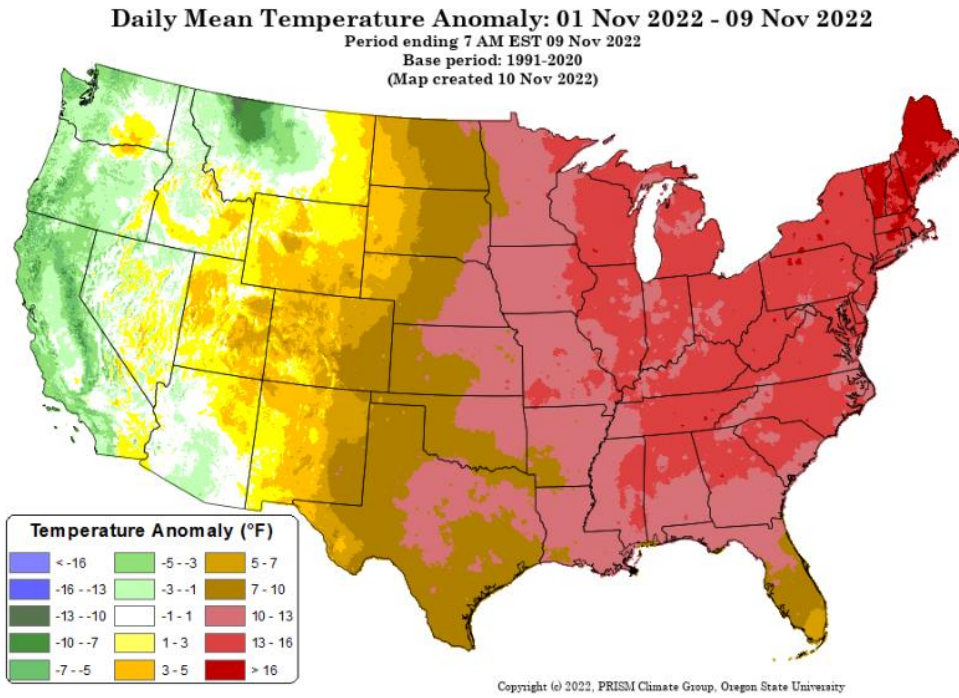 Daily Mean Temperature Anomaly: 01 Nov 2022 - 09 Nov 2022
Period ending 7 AM EST 09 Nov 2022
Base period: 1991-2020
(Map created 10 Nov 2022)
Temperature Anomaly (°F)
< -16
-16 - -13
-13 - -10
-10 - -7
-7 - -5
-5 - -3
-3 - -1
-1 - 1
1 - 3
3 - 5
5 - 7
7 - 10
10 - 13
13 - 16
> 16
Copyright (c) 2022, PRISM Climate Group, Oregon State University